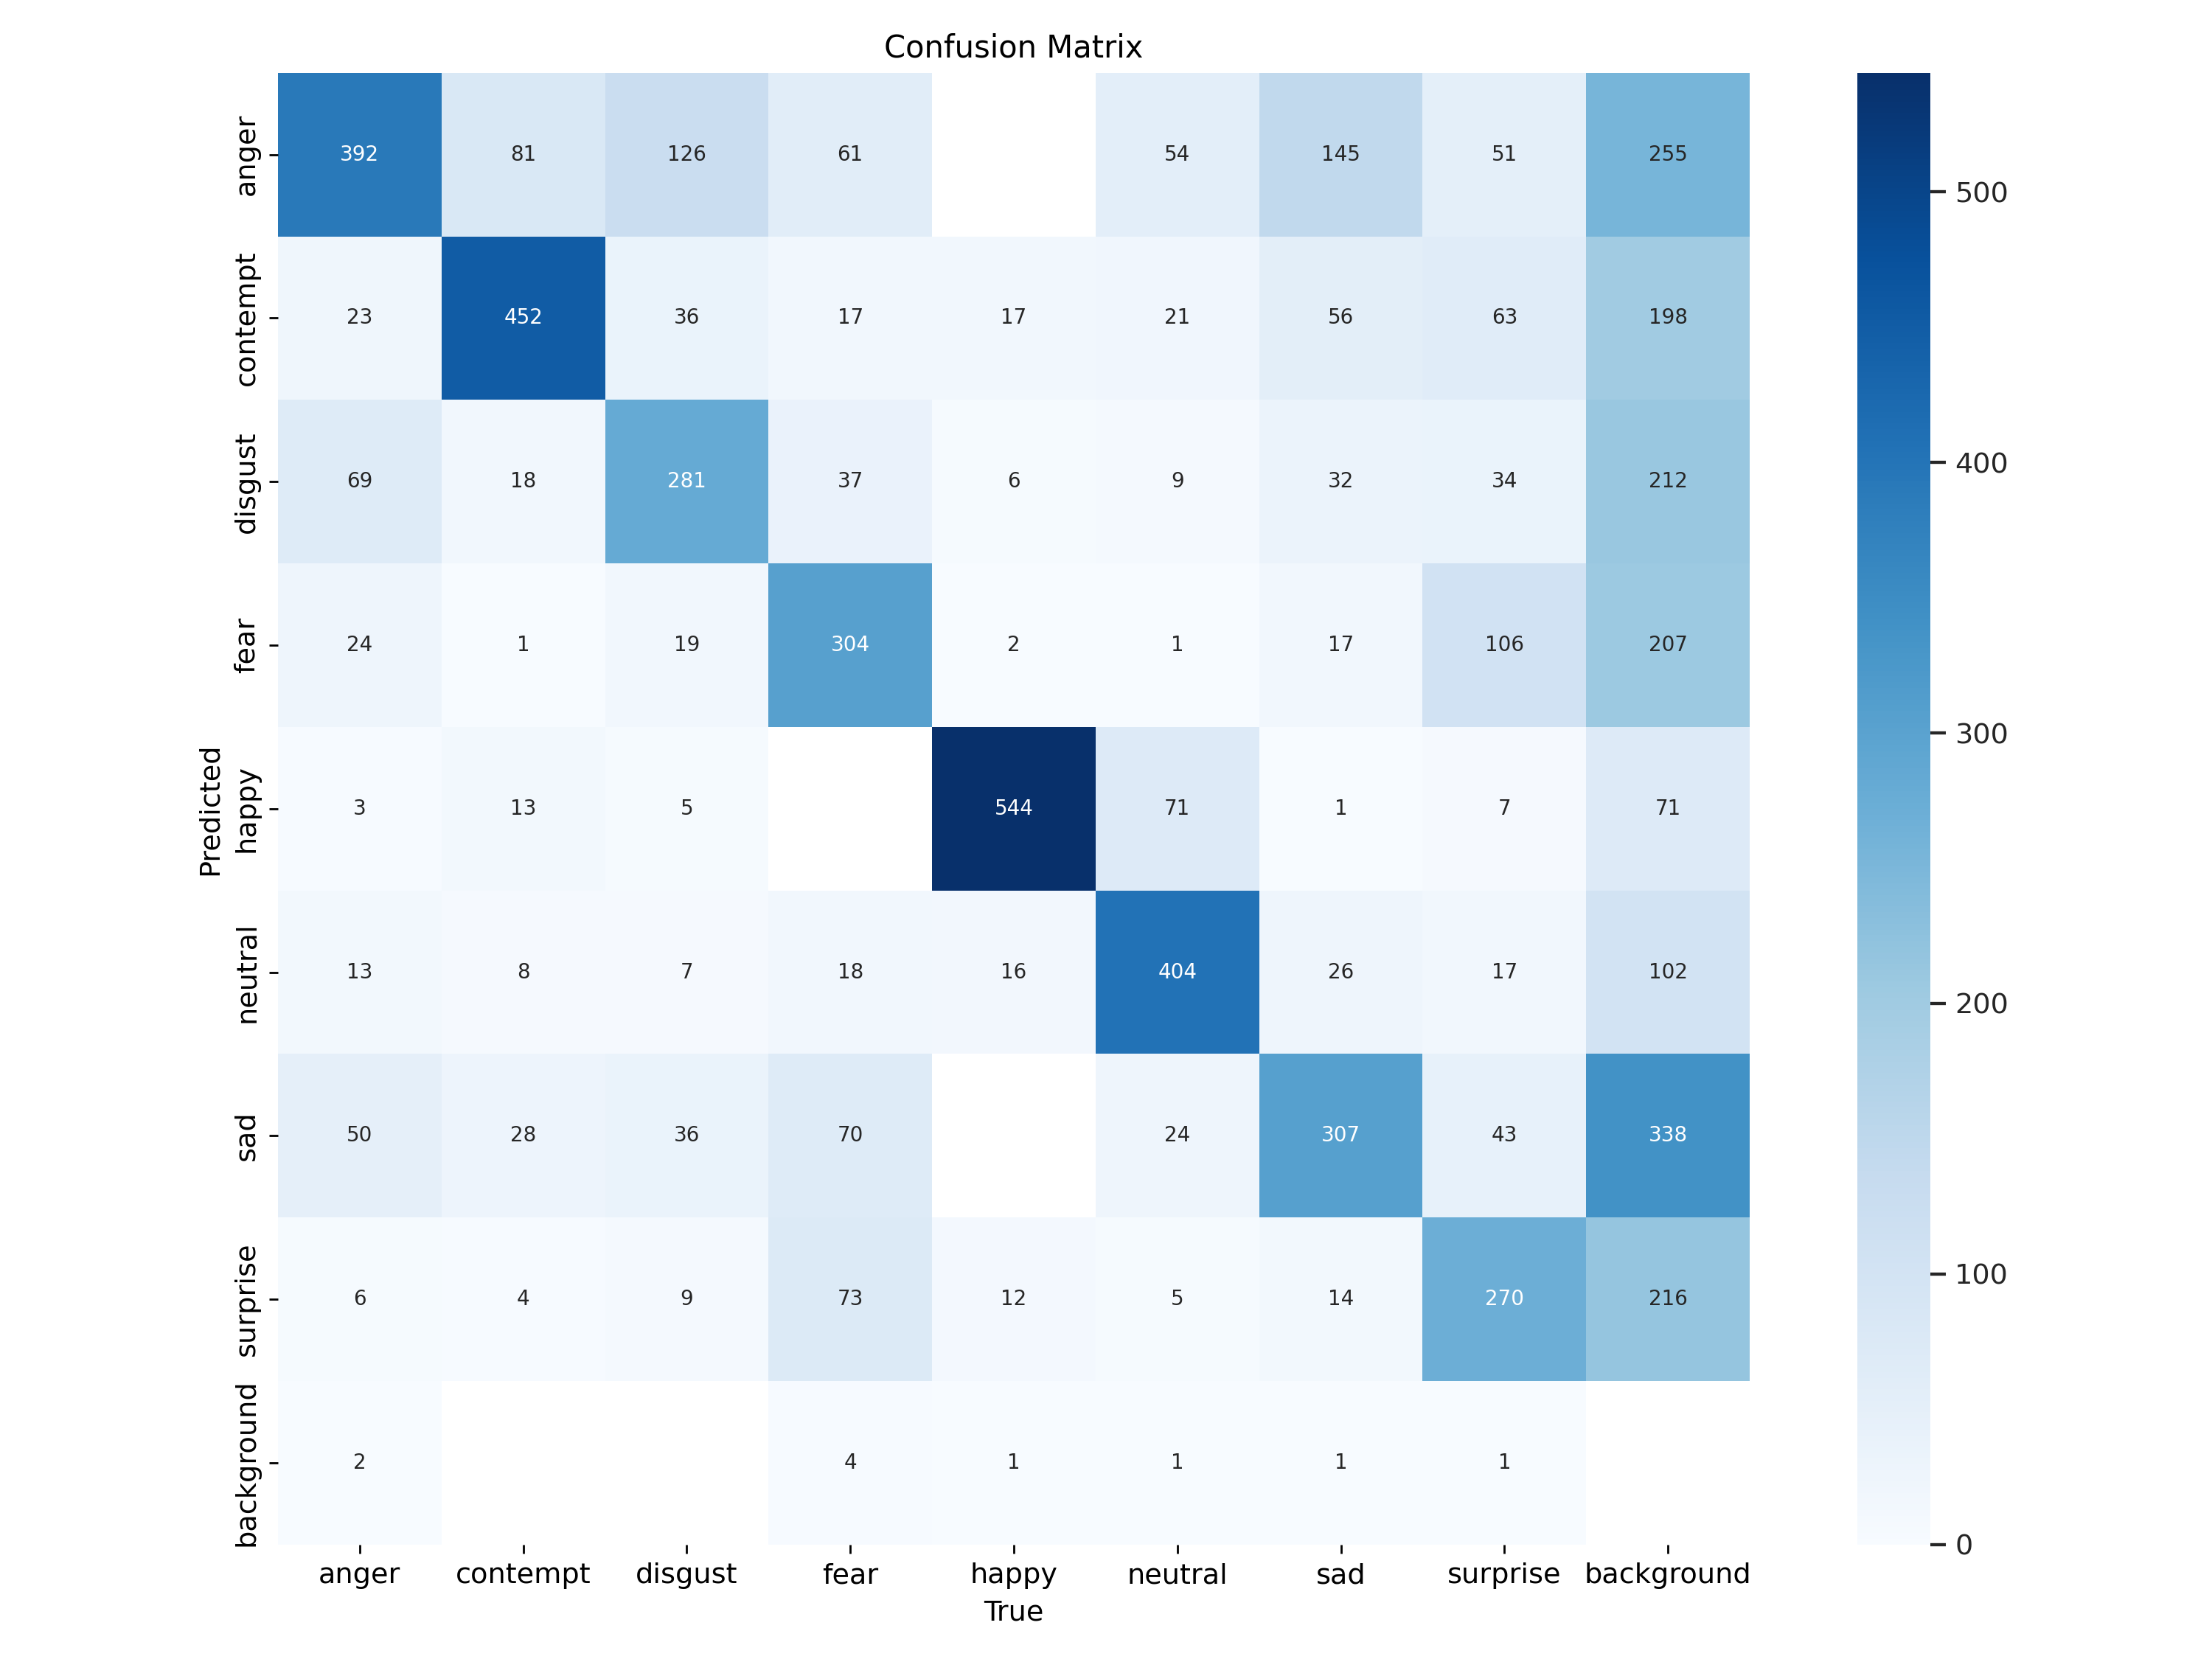 Confusion Matrix
anger 392 81 126 61 54 145 51 255
contempt 23 452 36 17 17 21 56 63 198
disgust 69 18 281 37 6 9 32 34 212
fear 24 1 19 304 2 1 17 106 207
happy 3 13 5 544 71 1 7 71
neutral 13 8 7 18 16 404 26 17 102
sad 50 28 36 70 24 307 43 338
surprise 6 4 9 73 12 5 14 270 216
background 2 4 1 1 1 1
Predicted
anger contempt disgust fear happy neutral sad surprise background
True
500
400
300
200
100
0